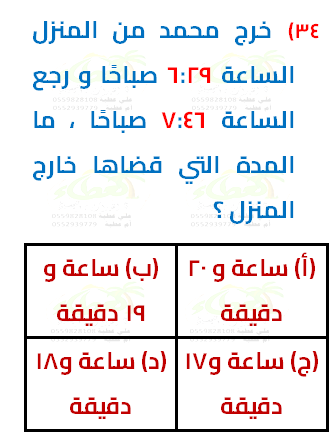 ٣٤) خرج محمد من المنزل
الساعة ٦:٢٩ صباحًا و رجع
الساعة ٧:٤٦ صباحًا ، ما
المدة التي قضاها خارج
المنزل ؟
(أ) ساعة و ٢٠
دقيقة
(ب) ساعة و
١٩ دقيقة
(ج) ساعة و١٧
دقيقة
(د) ساعة و١٨
دقيقة